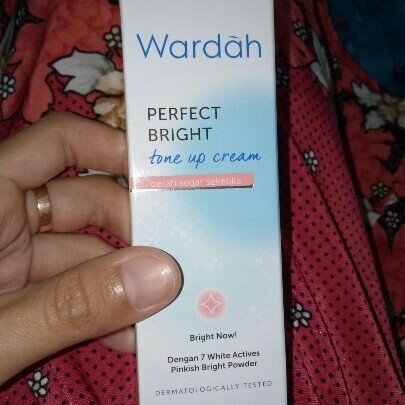 Wardah
PERFECT
BRIGHT
tone up cream
cerah segar seketika
Bright Now!
Dengan 7 White Actives
Pinkish Bright Powder
DERMATOLOGICALLY TESTED